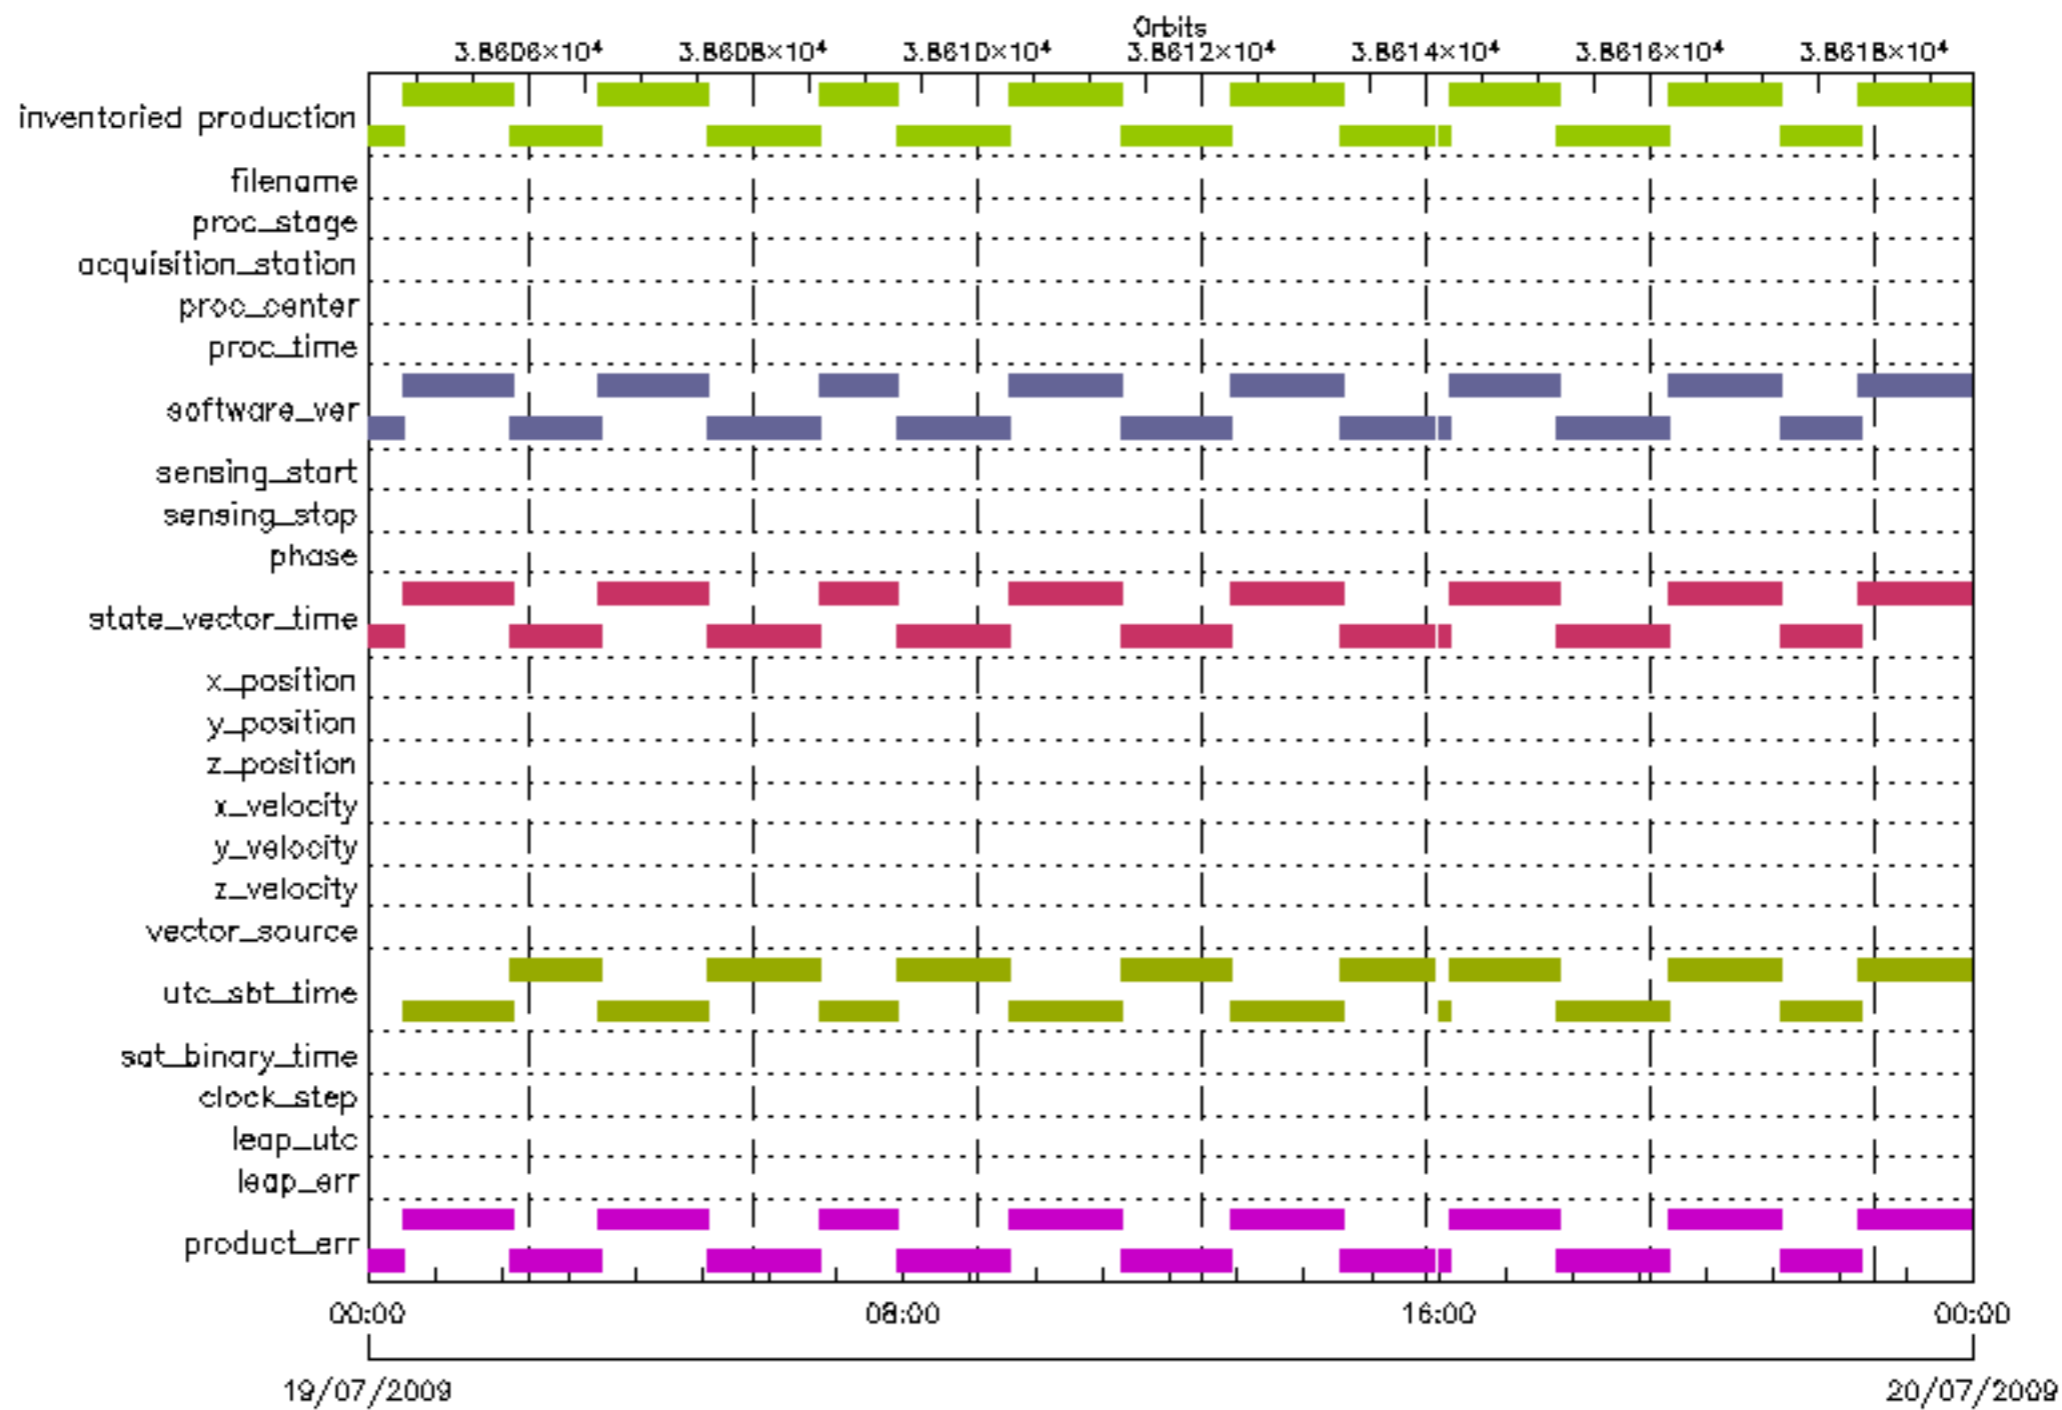 Orbits
3.8606×10⁴ 3.8608×10⁴ 3.8610×10⁴ 3.8612×10⁴ 3.8614×10⁴ 3.8616×10⁴ 3.8618×10⁴
inventoried production
filename
proc_stage
acquisition_station
proc_center
proc_time
software_ver
sensing_start
sensing_stop
phase
state_vector_time
x_position
y_position
z_position
x_velocity
y_velocity
z_velocity
vector_source
utc_sbt_time
sat_binary_time
clock_step
leap_utc
leap_err
product_err
00:00 08:00 16:00 00:00
19/07/2009 20/07/2009